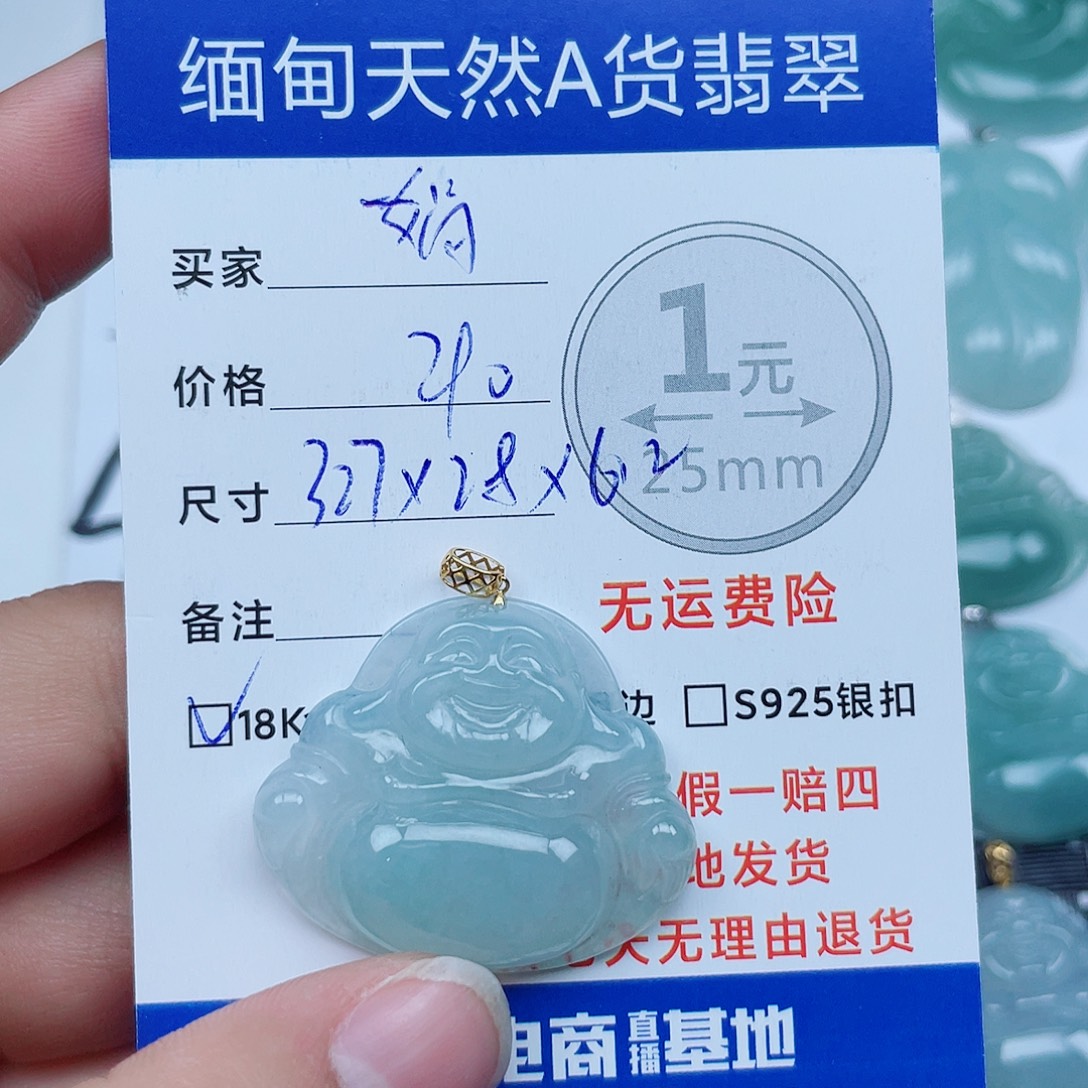 缅甸天然A货翡翠
买家 娟
1元
价格
25mm
尺寸 327×28×6.2
无运费险
备注
18K
边 S925银扣
假一赔四
地发货
天无理由退货
电商直播基地